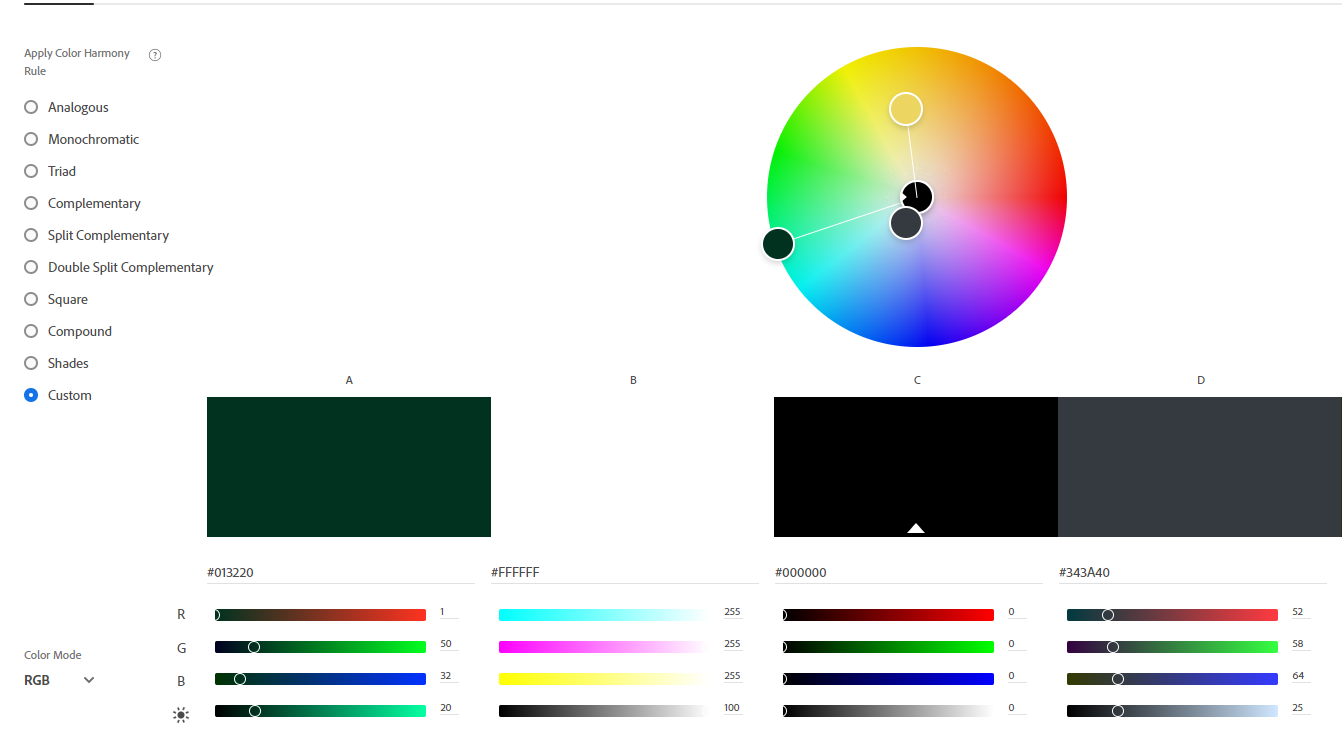 Apply Color Harmony
Rule
?
Analogous
Monochromatic
Triad
Complementary
Split Complementary
Double Split Complementary
Square
Compound
Shades
Custom
A B C D
#013220 #FFFFFF #000000 #343A40
R 1 255 0 52
G 50 255 0 58
B 32 255 0 64
20 100 0 25
Color Mode
RGB